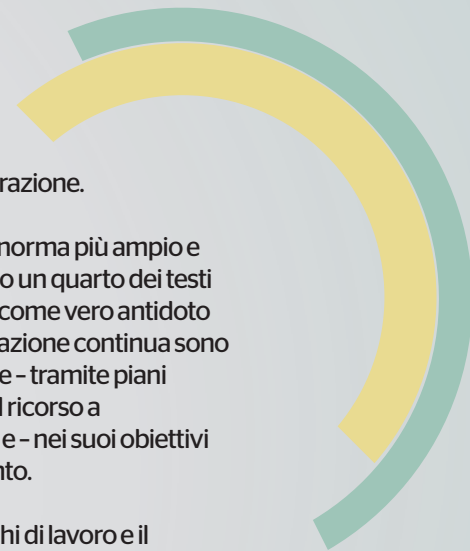 razione.
norma più ampio e
o un quarto dei testi
come vero antidoto
azione continua sono
e – tramite piani
l ricorso a
e – nei suoi obiettivi
nto.
hi di lavoro e il